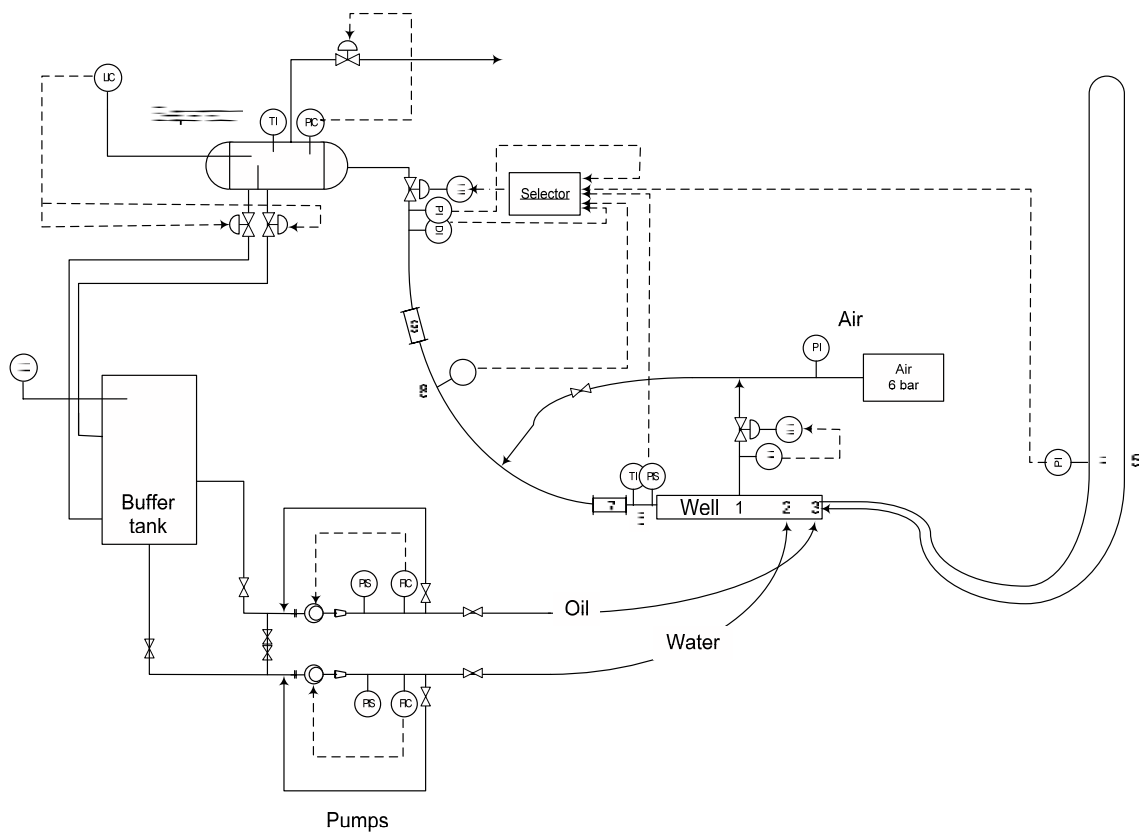 LIC
TI
PIC
Selector
PI
DI
Air
PI
Air
6 bar
PI
TI
PIS
Well
1
2
3
Buffer
tank
7
PIS
FIC
Oil
Water
PIS
FIC
Pumps